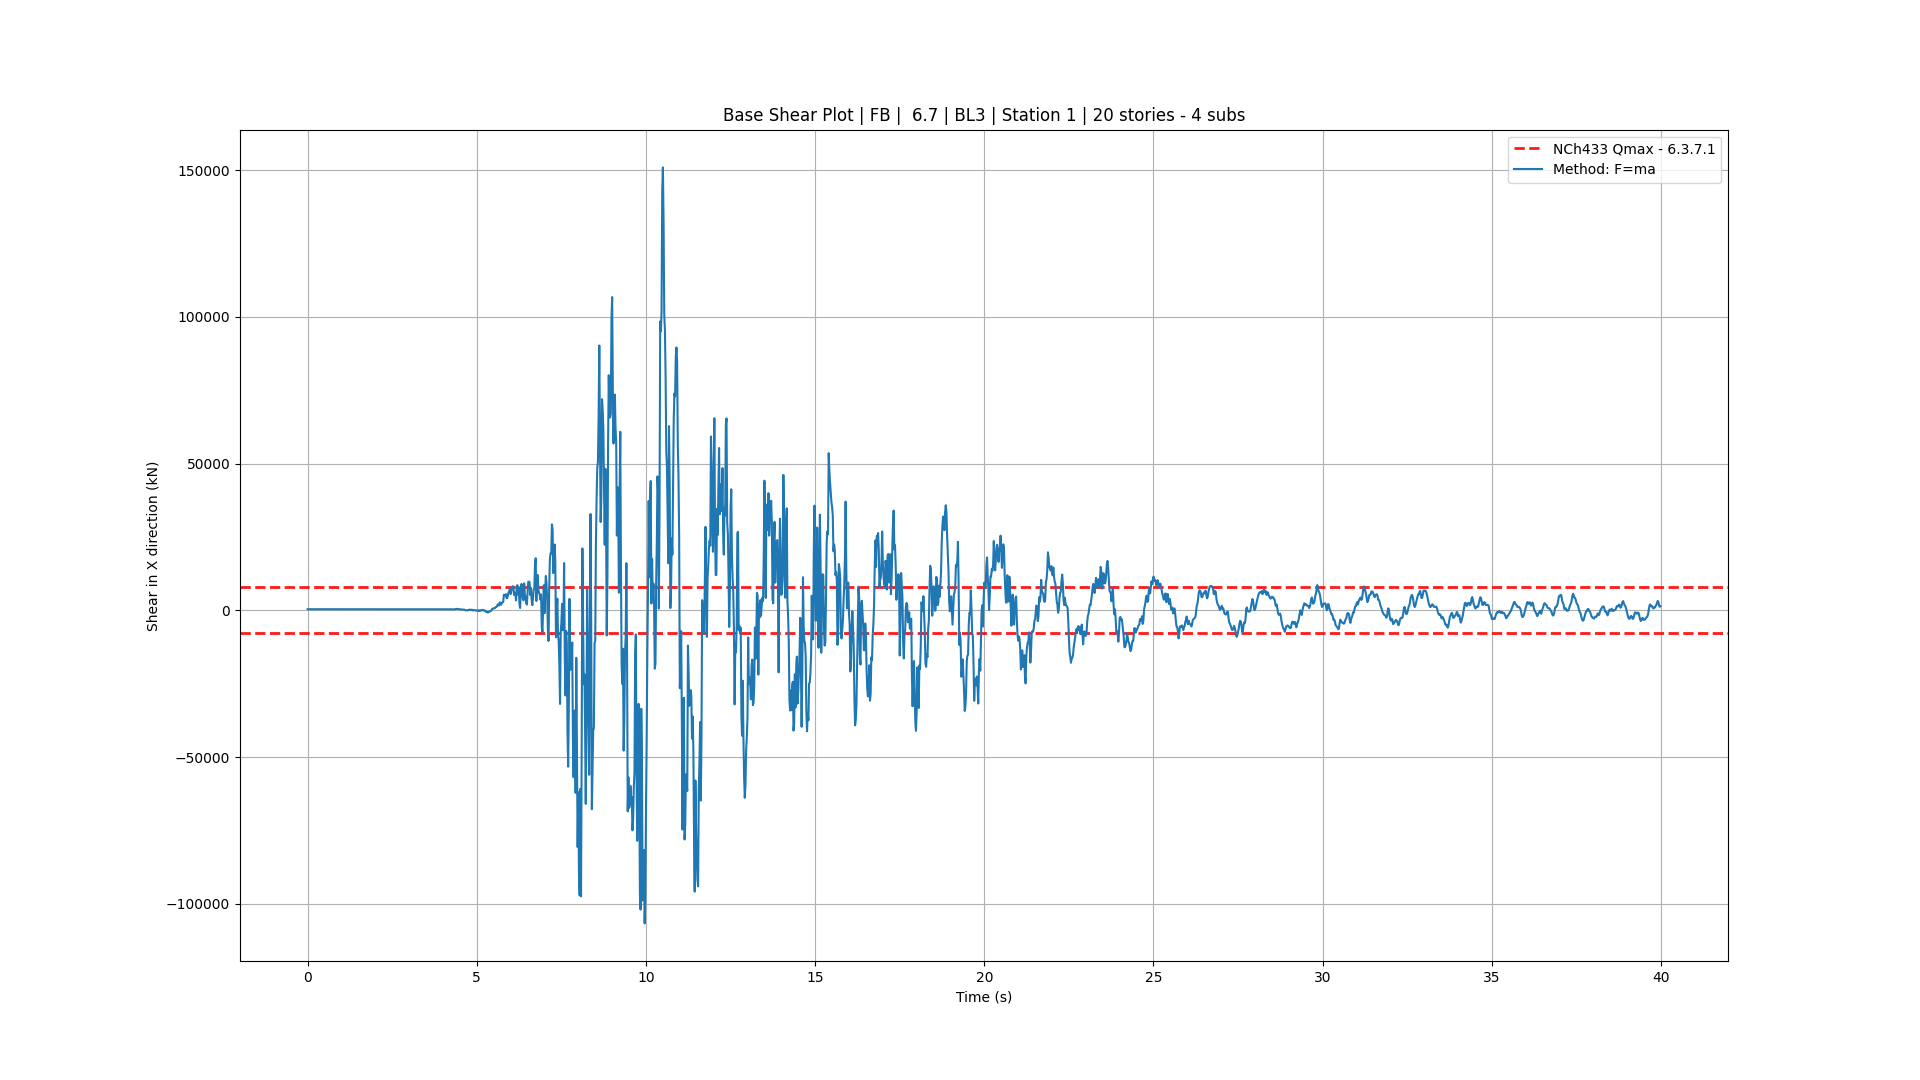 Base Shear Plot | FB |  6.7 | BL3 | Station 1 | 20 stories - 4 subs
NCh433 Qmax - 6.3.7.1
Method: F=ma
150000
100000
50000
0
−50000
−100000
Shear in X direction (kN)
0 5 10 15 20 25 30 35 40
Time (s)